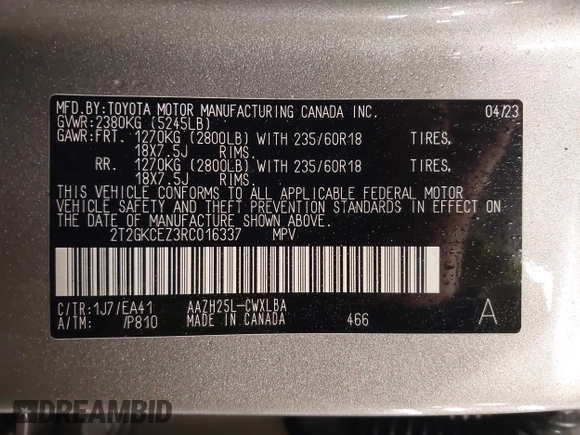 MFD.BY:TOYOTA MOTOR MANUFACTURING CANADA INC. 04/23
GVWR:2380KG (5245LB)
GAWR:FRT. 1270KG (2800LB) WITH 235/60R18 TIRES,
18X7.5J RIMS.
RR. 1270KG (2800LB) WITH 235/60R18 TIRES,
18X7.5J RIMS.
THIS VEHICLE CONFORMS TO ALL APPLICABLE FEDERAL MOTOR
VEHICLE SAFETY AND THEFT PREVENTION STANDARDS IN EFFECT ON
THE DATE OF MANUFACTURE SHOWN ABOVE.
2T2GKCEZ3RC016337 MPV
C/TR:1J7/EA41 AAZH25L-CWXLBA
A/TM: /P810 MADE IN CANADA 466 A
DREAMBID